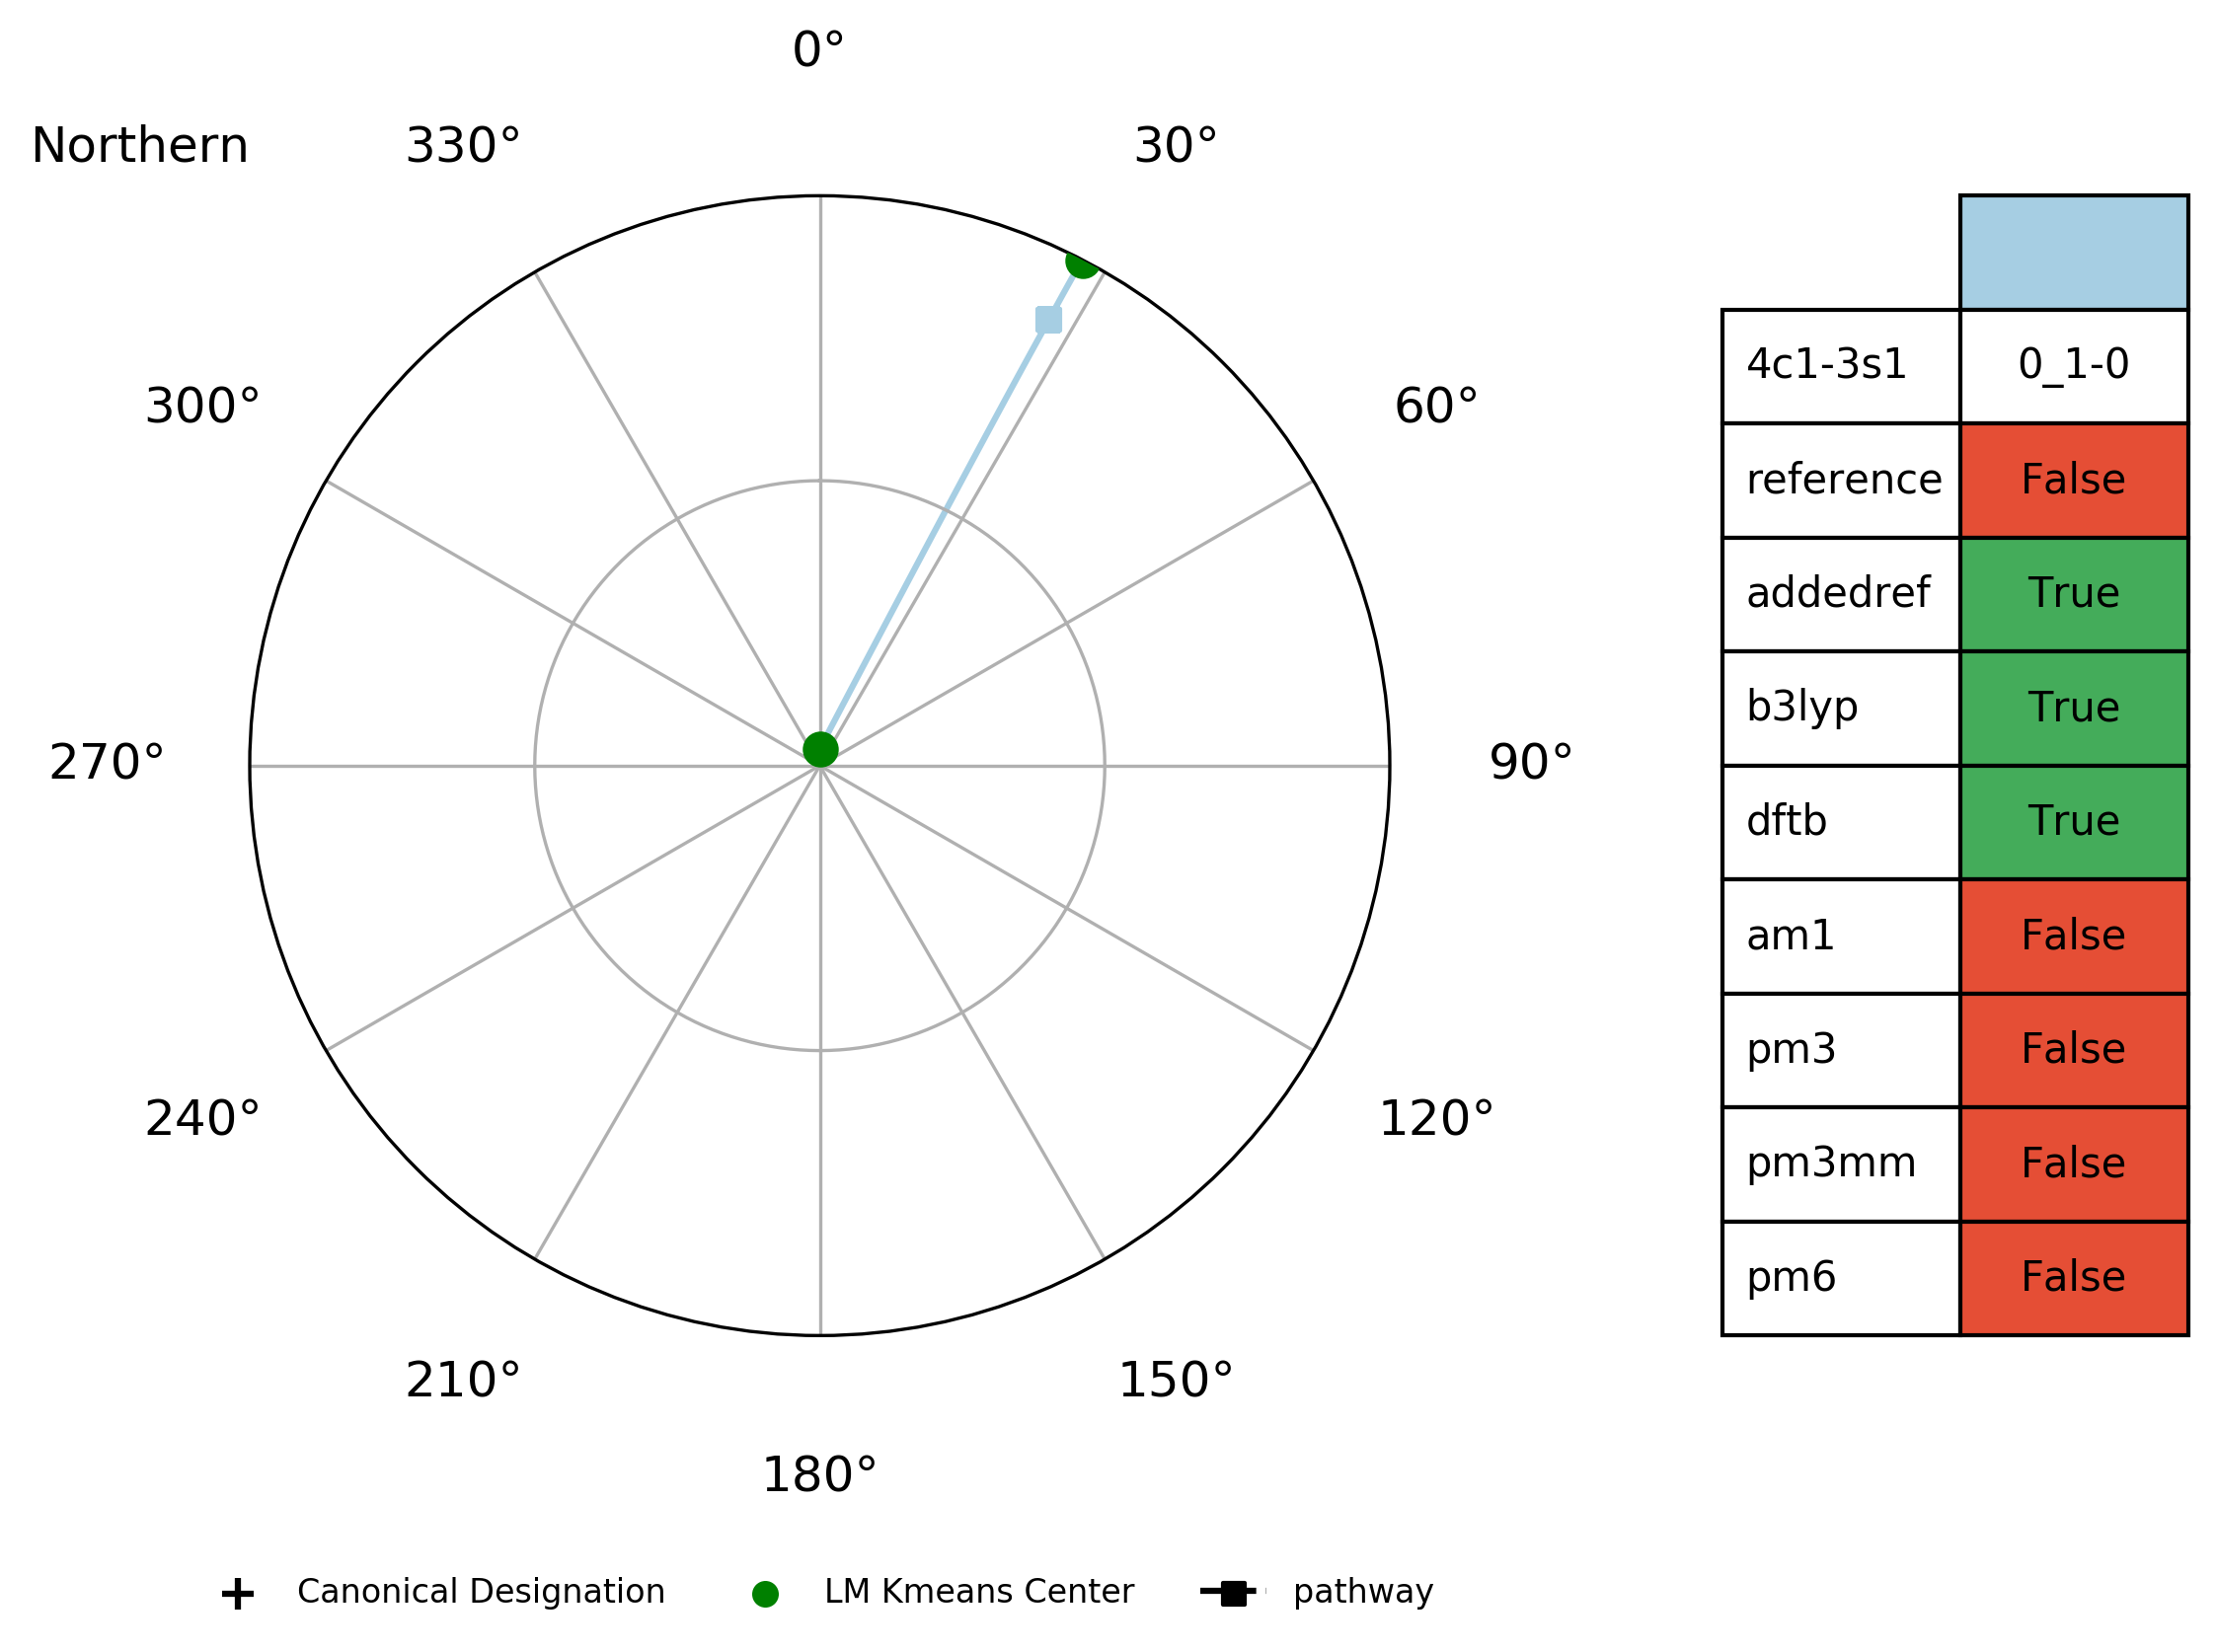 0°
Northern
330°
30°
300°
60°
270°
90°
240°
120°
210°
150°
180°
4c1-3s1 0_1-0
reference False
addedref True
b3lyp True
dftb True
am1 False
pm3 False
pm3mm False
pm6 False
Canonical Designation
LM Kmeans Center
pathway